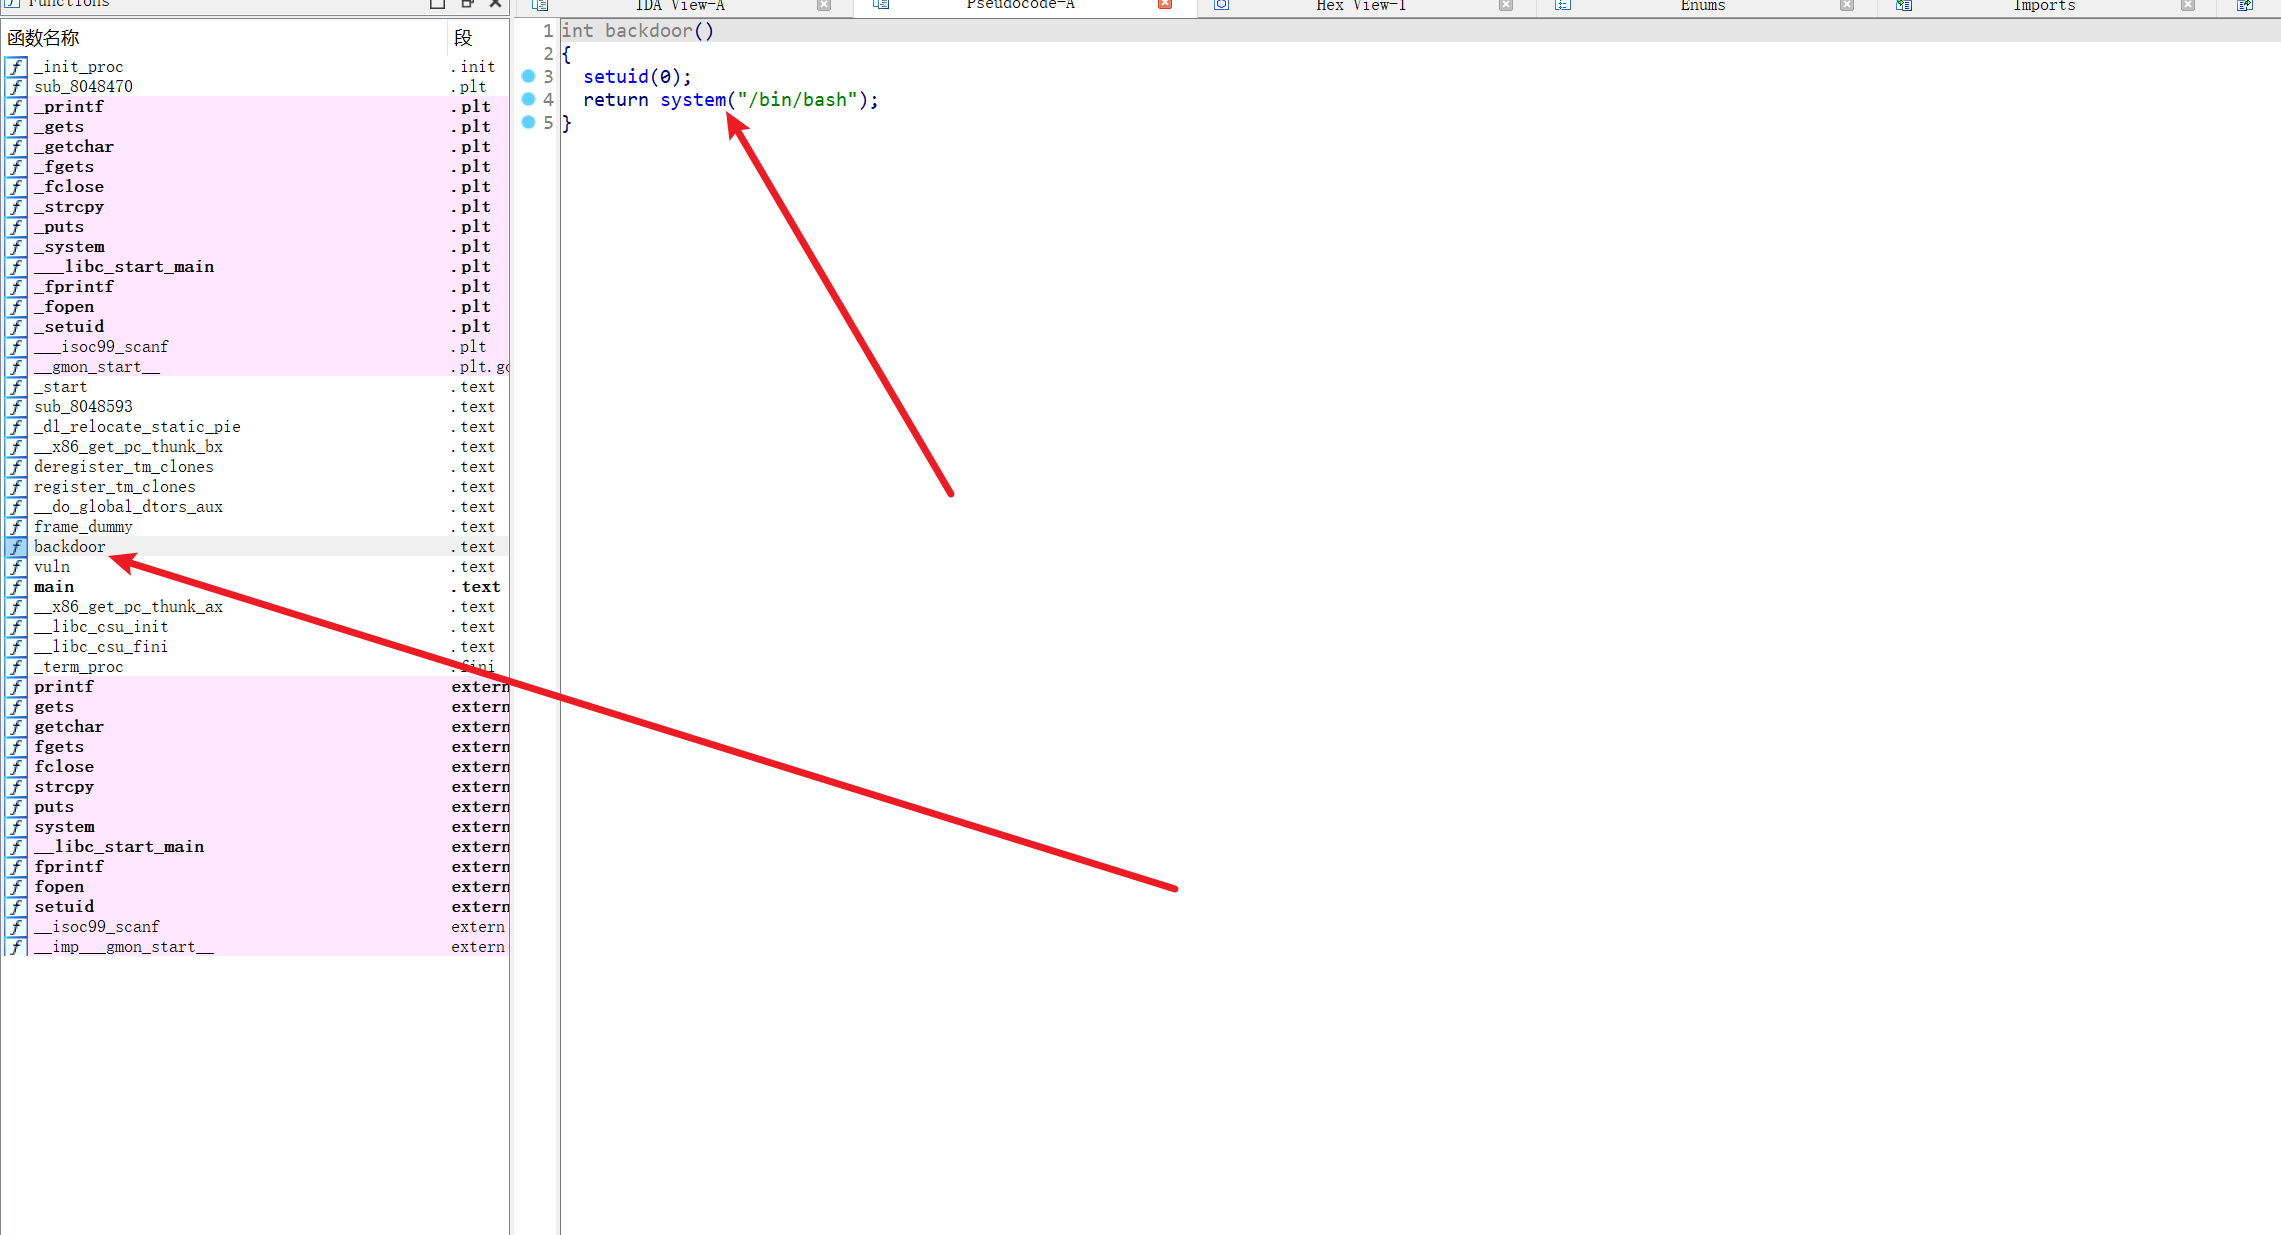 Functions
函数名称 段
_init_proc .init
sub_8048470 .plt
_printf .plt
_gets .plt
_getchar .plt
_fgets .plt
_fclose .plt
_strcpy .plt
_puts .plt
_system .plt
___libc_start_main .plt
_fprintf .plt
_fopen .plt
_setuid .plt
___isoc99_scanf .plt
__gmon_start__ .plt.go
_start .text
sub_8048593 .text
_dl_relocate_static_pie .text
__x86_get_pc_thunk_bx .text
deregister_tm_clones .text
register_tm_clones .text
__do_global_dtors_aux .text
frame_dummy .text
backdoor .text
vuln .text
main .text
__x86_get_pc_thunk_ax .text
__libc_csu_init .text
__libc_csu_fini .text
_term_proc .fini
printf extern
gets extern
getchar extern
fgets extern
fclose extern
strcpy extern
puts extern
system extern
__libc_start_main extern
fprintf extern
fopen extern
setuid extern
__isoc99_scanf extern
__imp___gmon_start__ extern
IDA View-A Pseudocode-A Hex View-1 Enums Imports
1 int backdoor()
2 {
3 setuid(0);
4 return system("/bin/bash");
5 }